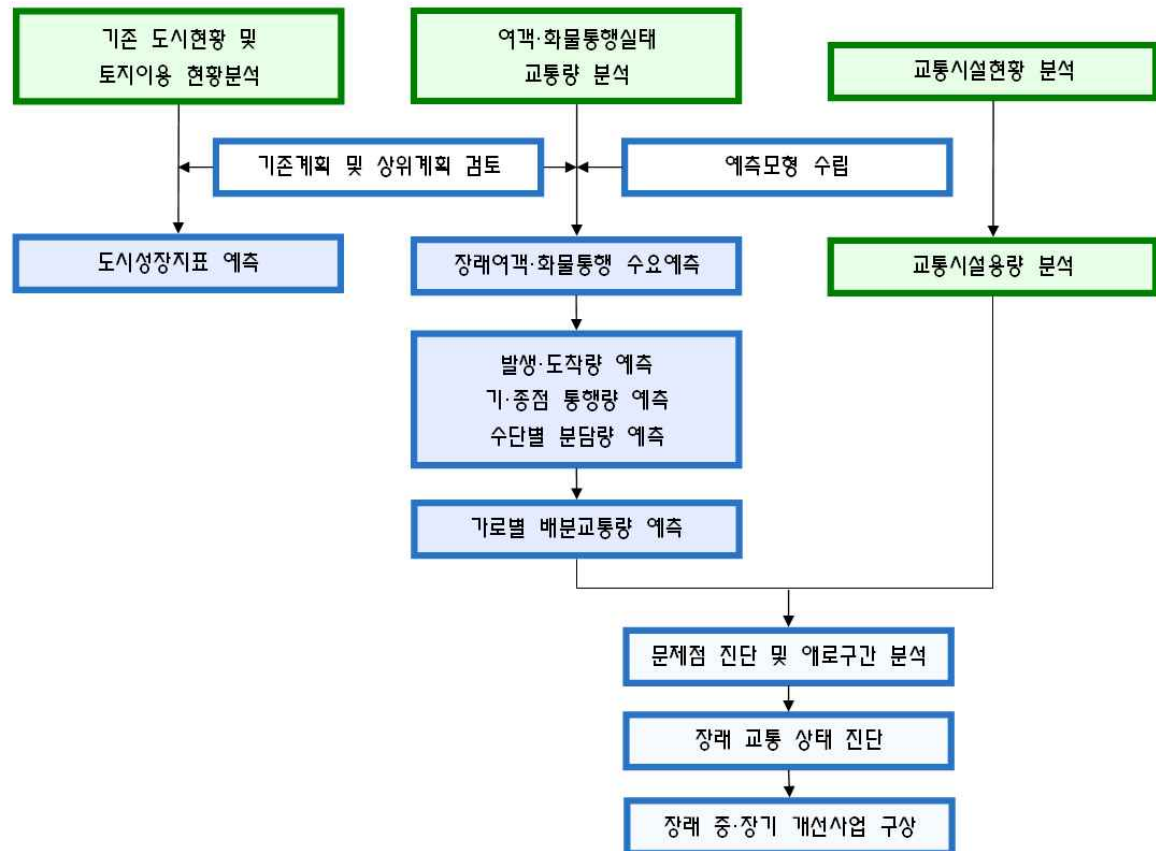 기존 도시현황 및
토지이용 현황분석
여객·화물통행실태
교통량 분석
교통시설현황 분석
기존계획 및 상위계획 검토
예측모형 수립
도시성장지표 예측
장래여객·화물통행 수요예측
교통시설용량 분석
발생·도착량 예측
기·종점 통행량 예측
수단별 분담량 예측
가로별 배분교통량 예측
문제점 진단 및 애로구간 분석
장래 교통 상태 진단
장래 중·장기 개선사업 구상